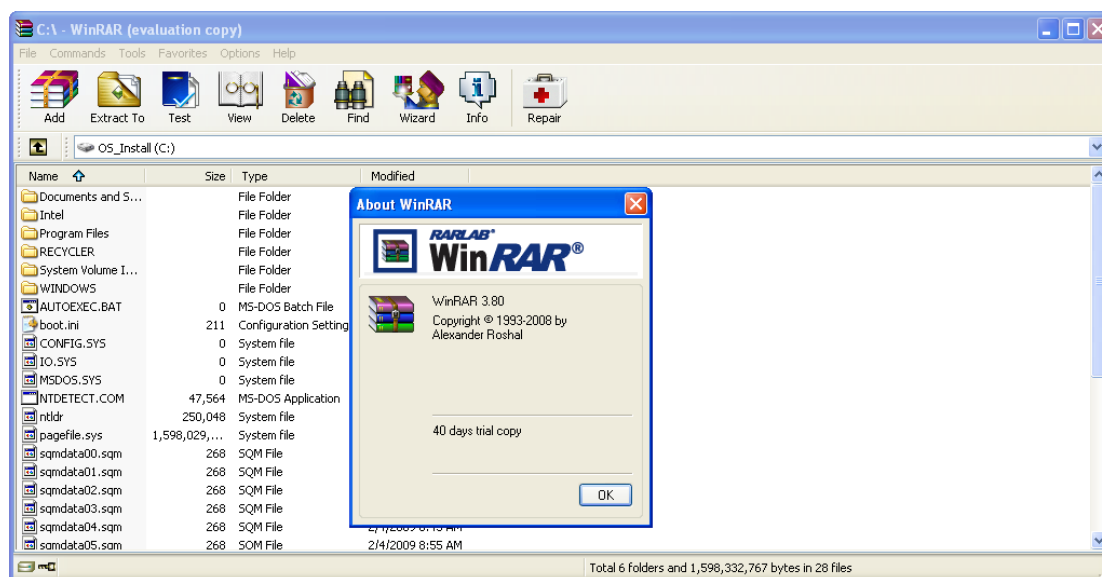 C:\ - WinRAR (evaluation copy)
File Commands Tools Favorites Options Help
Add Extract To Test View Delete Find Wizard Info Repair
OS_Install (C:)
Name Size Type Modified
Documents and S... File Folder
Intel File Folder
Program Files File Folder
RECYCLER File Folder
System Volume I... File Folder
WINDOWS File Folder
AUTOEXEC.BAT 0 MS-DOS Batch File
boot.ini 211 Configuration Setting
CONFIG.SYS 0 System file
IO.SYS 0 System file
MSDOS.SYS 0 System file
NTDETECT.COM 47,564 MS-DOS Application
ntldr 250,048 System file
pagefile.sys 1,598,029,... System file
sqmdata00.sqm 268 SQM File
sqmdata01.sqm 268 SQM File
sqmdata02.sqm 268 SQM File
sqmdata03.sqm 268 SQM File
sqmdata04.sqm 268 SQM File
sqmdata05.sqm 268 SQM File 2/4/2009 8:55 AM
About WinRAR
RARLAB
WinRAR®
WinRAR 3.80
Copyright © 1993-2008 by
Alexander Roshal
40 days trial copy
OK
Total 6 folders and 1,598,332,767 bytes in 28 files